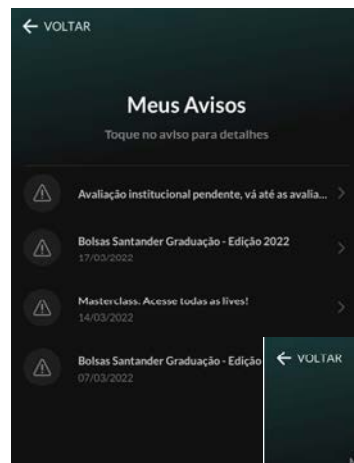 ← VOLTAR
Meus Avisos
Toque no aviso para detalhes
Avaliação institucional pendente, vá até as avalia...
Bolsas Santander Graduação - Edição 2022
17/03/2022
Masterclass. Acesse todas as lives!
14/03/2022
Bolsas Santander Graduação - Edição
07/03/2022
← VOLTAR